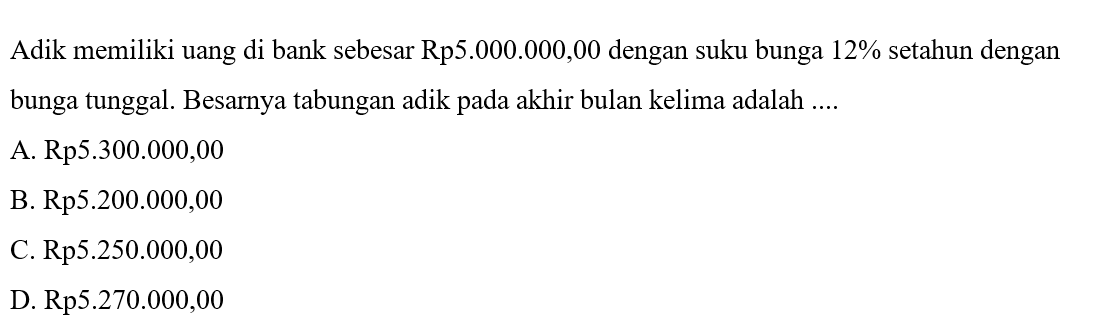 Adik memiliki uang di bank sebesar Rp5.000.000,00 dengan suku bunga 12% setahun dengan
bunga tunggal. Besarnya tabungan adik pada akhir bulan kelima adalah ....
A. Rp5.300.000,00
B. Rp5.200.000,00
C. Rp5.250.000,00
D. Rp5.270.000,00